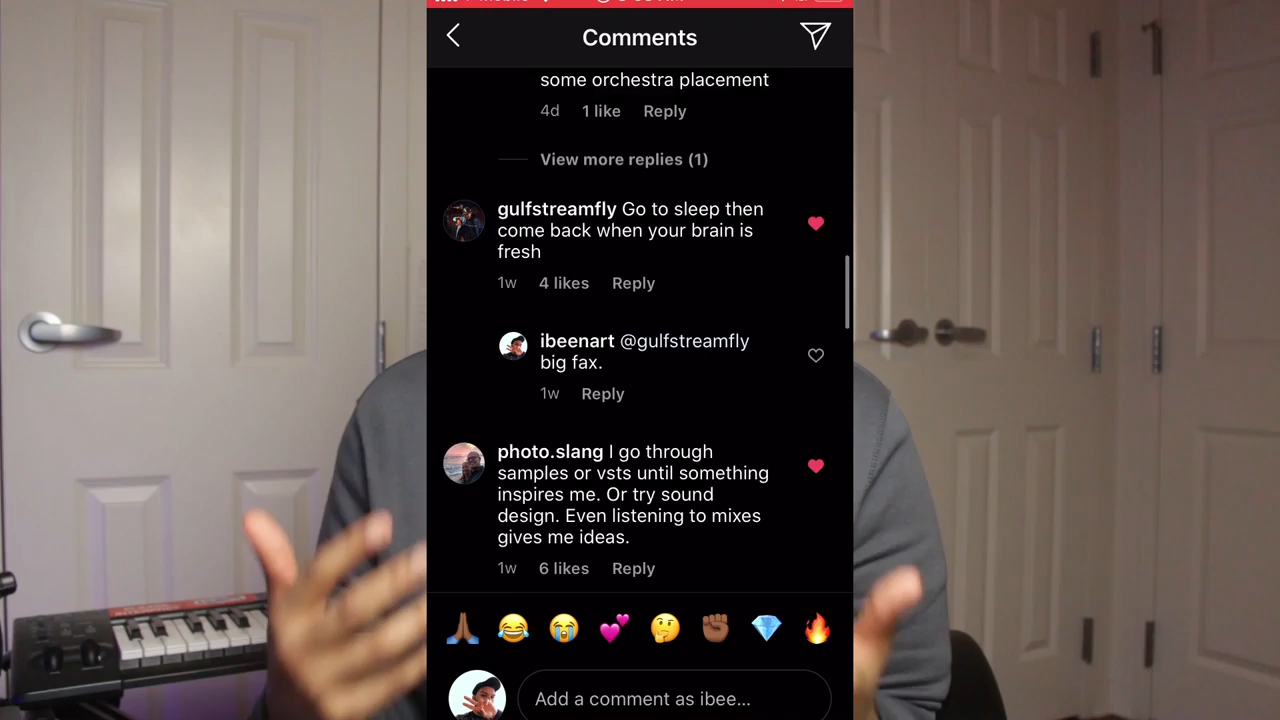 Comments
some orchestra placement
4d 1 like Reply
View more replies (1)
gulfstreamfly Go to sleep then
come back when your brain is
fresh
1w 4 likes Reply
ibeenart @gulfstreamfly
big fax.
1w Reply
photo.slang I go through
samples or vsts until something
inspires me. Or try sound
design. Even listening to mixes
gives me ideas.
1w 6 likes Reply
Add a comment as ibee...